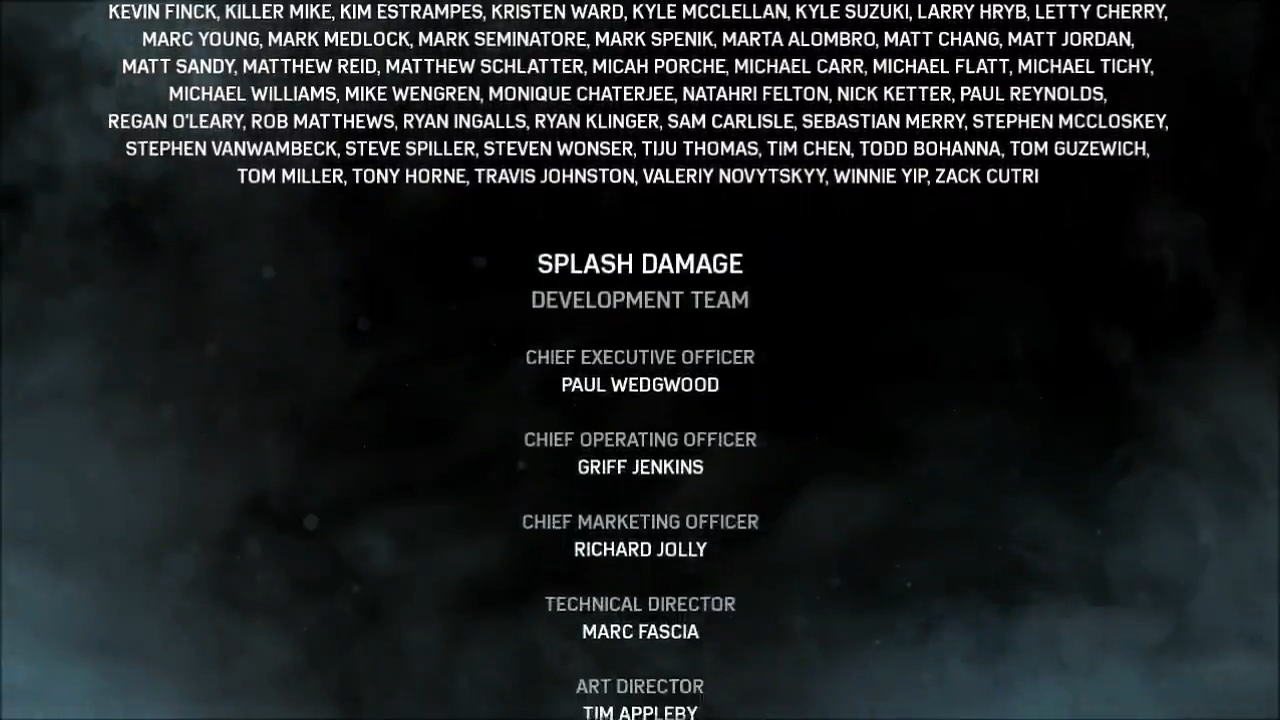 KEVIN FINCK, KILLER MIKE, KIM ESTRAMPES, KRISTEN WARD, KYLE MCCLELLAN, KYLE SUZUKI, LARRY HRYB, LETTY CHERRY,
MARC YOUNG, MARK MEDLOCK, MARK SEMINATORE, MARK SPENIK, MARTA ALOMBRO, MATT CHANG, MATT JORDAN,
MATT SANDY, MATTHEW REID, MATTHEW SCHLATTER, MICAH PORCHE, MICHAEL CARR, MICHAEL FLATT, MICHAEL TICHY,
MICHAEL WILLIAMS, MIKE WENGREN, MONIQUE CHATERJEE, NATAHRI FELTON, NICK KETTER, PAUL REYNOLDS,
REGAN O'LEARY, ROB MATTHEWS, RYAN INGALLS, RYAN KLINGER, SAM CARLISLE, SEBASTIAN MERRY, STEPHEN MCCLOSKEY,
STEPHEN VANWAMBECK, STEVE SPILLER, STEVEN WONSER, TIJU THOMAS, TIM CHEN, TODD BOHANNA, TOM GUZEWICH,
TOM MILLER, TONY HORNE, TRAVIS JOHNSTON, VALERIY NOVYTSKYY, WINNIE YIP, ZACK CUTRI
SPLASH DAMAGE
DEVELOPMENT TEAM
CHIEF EXECUTIVE OFFICER
PAUL WEDGWOOD
CHIEF OPERATING OFFICER
GRIFF JENKINS
CHIEF MARKETING OFFICER
RICHARD JOLLY
TECHNICAL DIRECTOR
MARC FASCIA
ART DIRECTOR
TIM APPLEBY